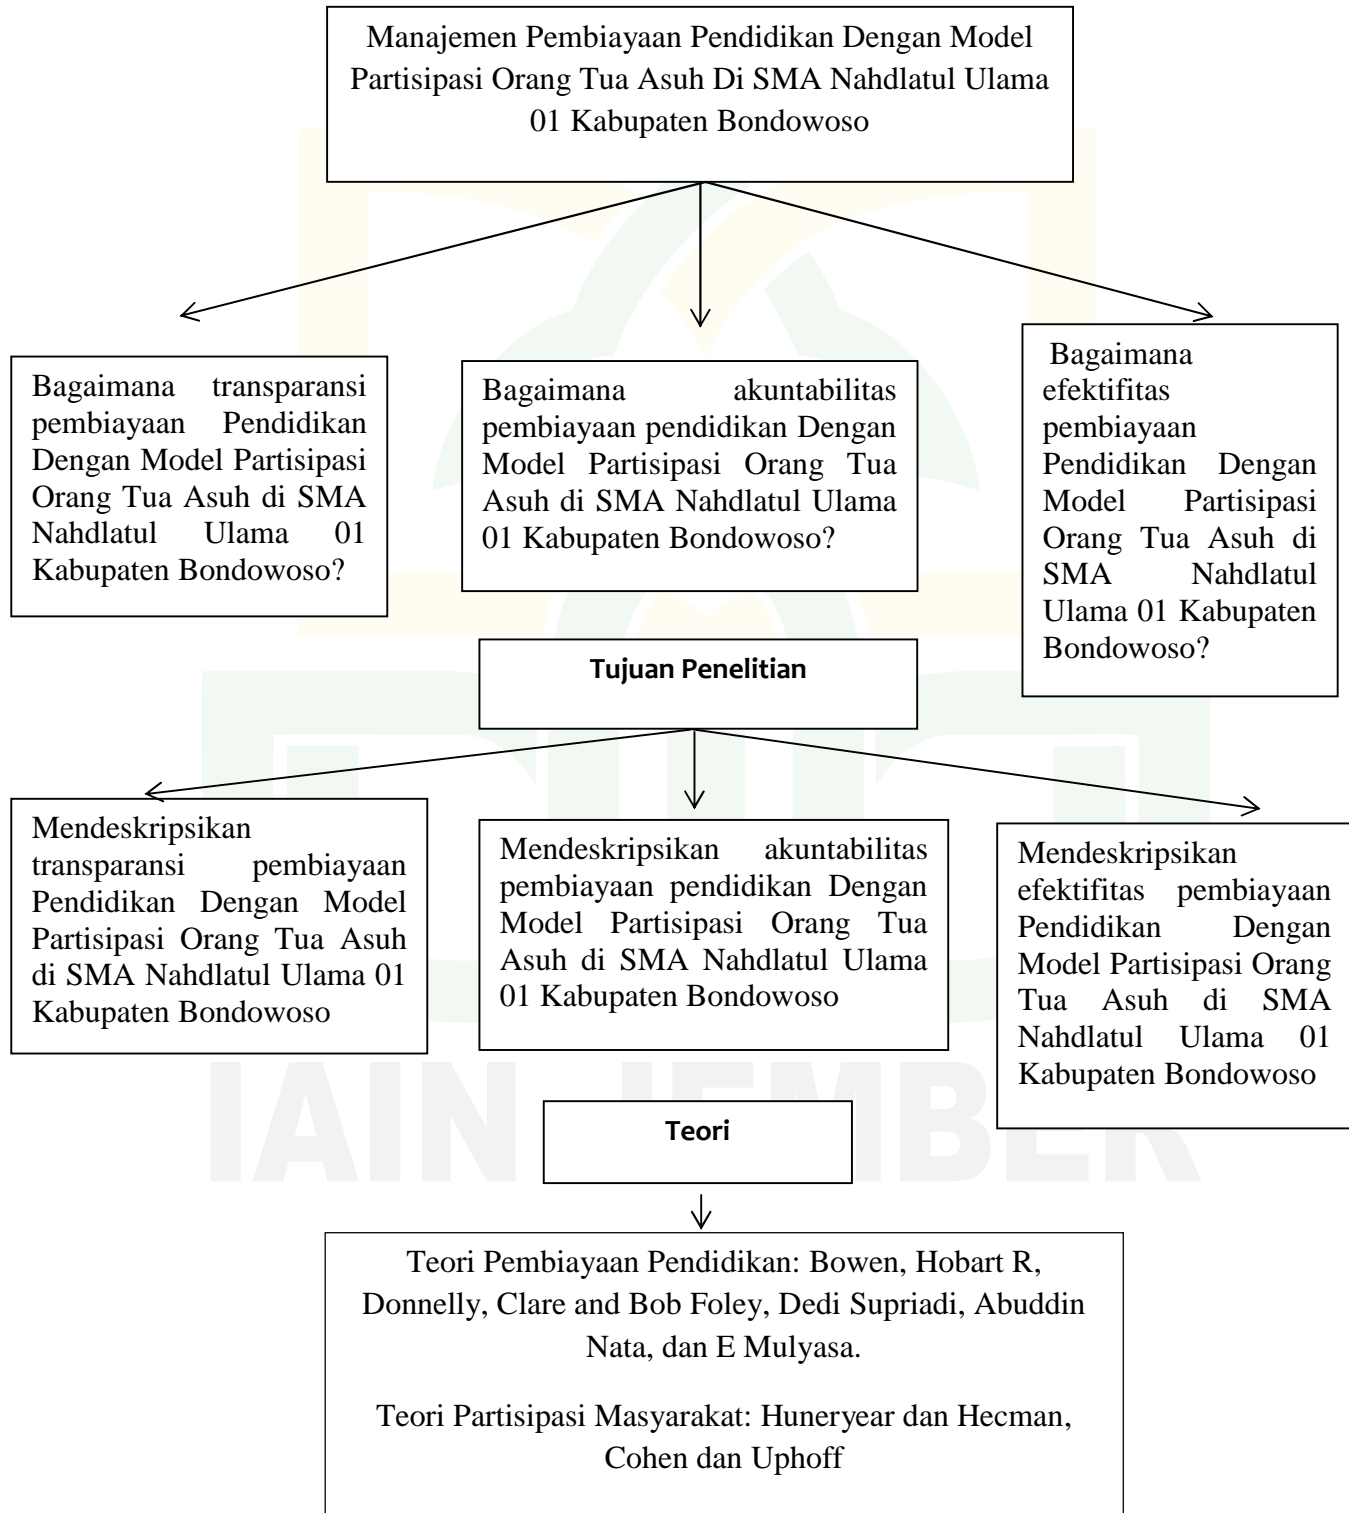 Manajemen Pembiayaan Pendidikan Dengan Model
Partisipasi Orang Tua Asuh Di SMA Nahdlatul Ulama
01 Kabupaten Bondowoso
Bagaimana transparansi
pembiayaan Pendidikan
Dengan Model Partisipasi
Orang Tua Asuh di SMA
Nahdlatul Ulama 01
Kabupaten Bondowoso?
Bagaimana akuntabilitas
pembiayaan pendidikan Dengan
Model Partisipasi Orang Tua
Asuh di SMA Nahdlatul Ulama
01 Kabupaten Bondowoso?
Bagaimana
efektifitas
pembiayaan
Pendidikan Dengan
Model Partisipasi
Orang Tua Asuh di
SMA Nahdlatul
Ulama 01 Kabupaten
Bondowoso?
Tujuan Penelitian
Mendeskripsikan
transparansi pembiayaan
Pendidikan Dengan Model
Partisipasi Orang Tua Asuh
di SMA Nahdlatul Ulama 01
Kabupaten Bondowoso
Mendeskripsikan akuntabilitas
pembiayaan pendidikan Dengan
Model Partisipasi Orang Tua
Asuh di SMA Nahdlatul Ulama
01 Kabupaten Bondowoso
Mendeskripsikan
efektifitas pembiayaan
Pendidikan Dengan
Model Partisipasi Orang
Tua Asuh di SMA
Nahdlatul Ulama 01
Kabupaten Bondowoso
IAIN JEMBER
Teori
Teori Pembiayaan Pendidikan: Bowen, Hobart R,
Donnelly, Clare and Bob Foley, Dedi Supriadi, Abuddin
Nata, dan E Mulyasa.
Teori Partisipasi Masyarakat: Huneryear dan Hecman,
Cohen dan Uphoff